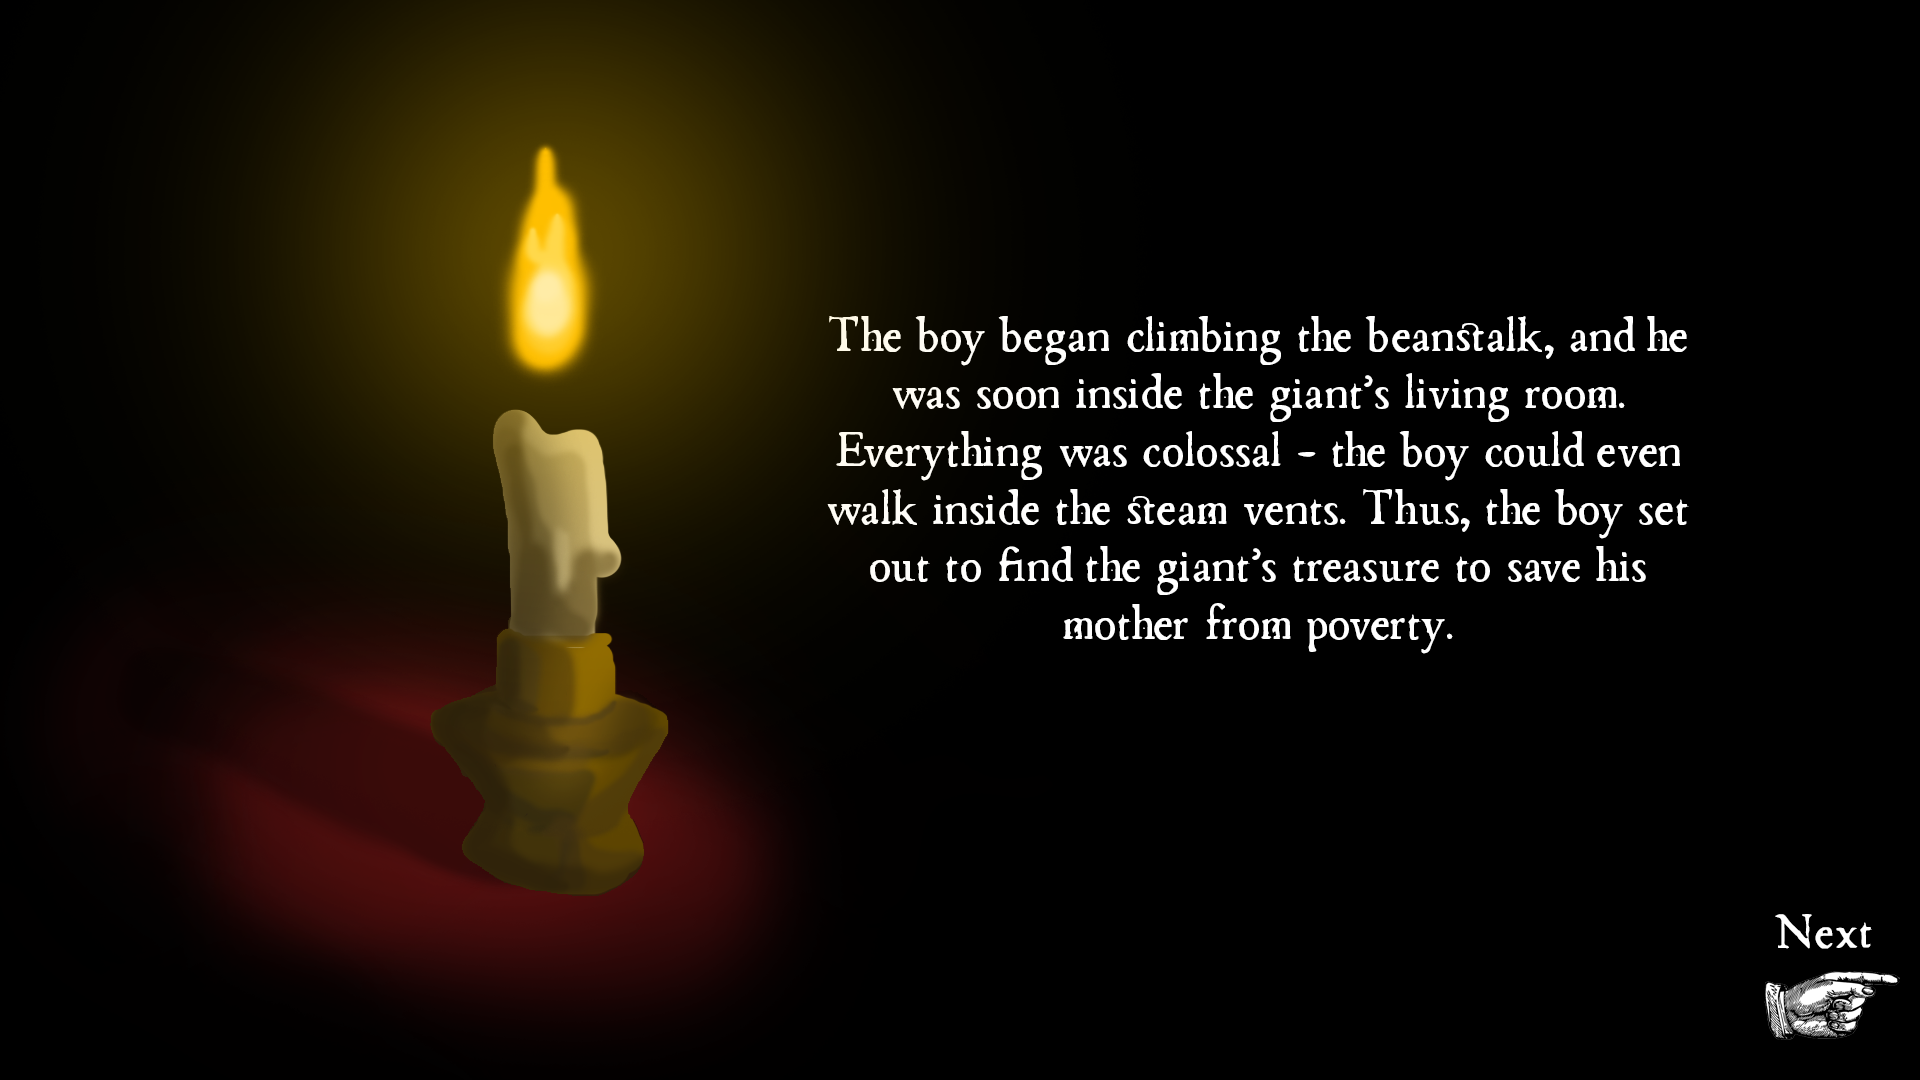 The boy began climbing the beanstalk, and he
was soon inside the giant's living room.
Everything was colossal - the boy could even
walk inside the steam vents. Thus, the boy set
out to find the giant's treasure to save his
mother from poverty.
Next